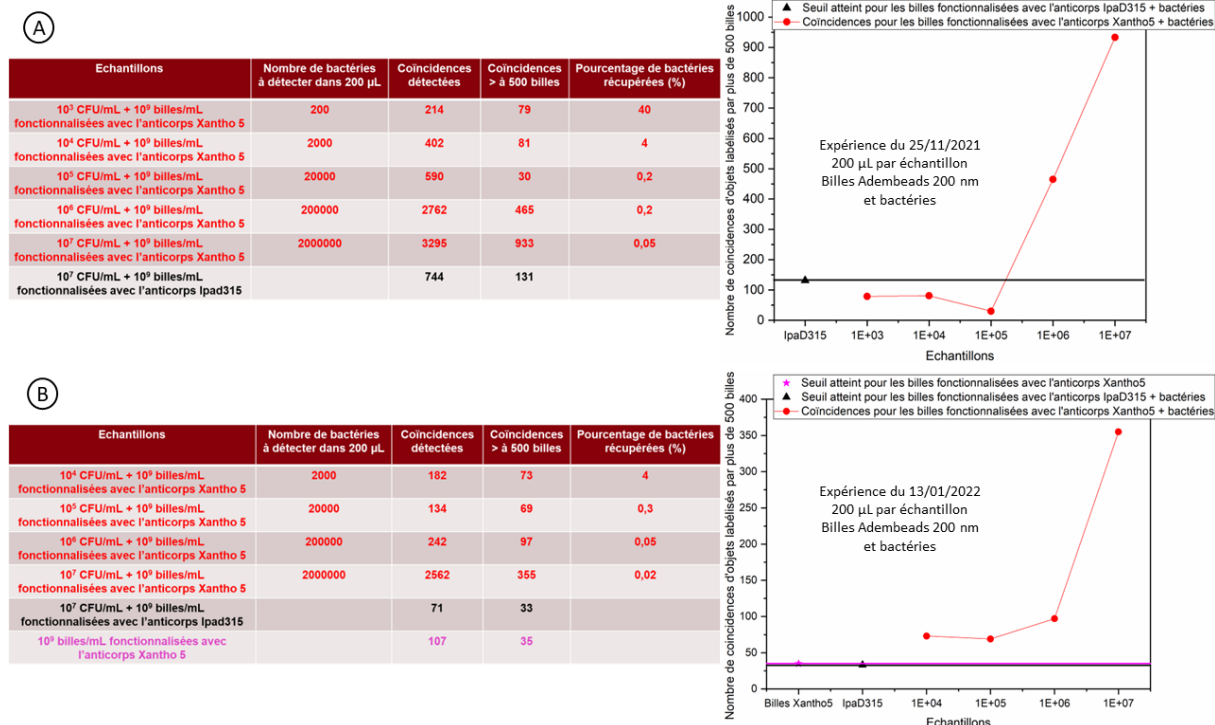 A
Echantillons
Nombre de bactéries
à détecter dans 200 µL
Coïncidences
détectées
Coïncidences
> à 500 billes
Pourcentage de bactéries
récupérées (%)
10³ CFU/mL + 10⁹ billes/mL
fonctionnalisées avec l'anticorps Xantho 5
200
214
79
40
10⁴ CFU/mL + 10⁹ billes/mL
fonctionnalisées avec l'anticorps Xantho 5
2000
402
81
4
10⁵ CFU/mL + 10⁹ billes/mL
fonctionnalisées avec l'anticorps Xantho 5
20000
590
30
0,2
10⁶ CFU/mL + 10⁹ billes/mL
fonctionnalisées avec l'anticorps Xantho 5
200000
2762
465
0,2
10⁷ CFU/mL + 10⁹ billes/mL
fonctionnalisées avec l'anticorps Xantho 5
2000000
3295
933
0,05
10⁷ CFU/mL + 10⁹ billes/mL
fonctionnalisées avec l'anticorps Ipad315
744
131
Seuil atteint pour les billes fonctionnalisées avec l'anticorps IpaD315 + bactéries
Coïncidences pour les billes fonctionnalisées avec l'anticorps Xantho5 + bactéries
Nombre de coincidences d'objets labélisés par plus de 500 billes
1000
900
800
700
600
500
400
300
200
100
0
Expérience du 25/11/2021
200 µL par échantillon
Billes Adembeads 200 nm
et bactéries
IpaD315
1E+03
1E+04
1E+05
1E+06
1E+07
Echantillons
B
Echantillons
Nombre de bactéries
à détecter dans 200 µL
Coïncidences
détectées
Coïncidences
> à 500 billes
Pourcentage de bactéries
récupérées (%)
10⁴ CFU/mL + 10⁹ billes/mL
fonctionnalisées avec l'anticorps Xantho 5
2000
182
73
4
10⁵ CFU/mL + 10⁹ billes/mL
fonctionnalisées avec l'anticorps Xantho 5
20000
134
69
0,3
10⁶ CFU/mL + 10⁹ billes/mL
fonctionnalisées avec l'anticorps Xantho 5
200000
242
97
0,05
10⁷ CFU/mL + 10⁹ billes/mL
fonctionnalisées avec l'anticorps Xantho 5
2000000
2562
355
0,02
10⁷ CFU/mL + 10⁹ billes/mL
fonctionnalisées avec l'anticorps Ipad315
71
33
10⁹ billes/mL fonctionnalisées avec
l'anticorps Xantho 5
107
35
Seuil atteint pour les billes fonctionnalisées avec l'anticorps Xantho5
Seuil atteint pour les billes fonctionnalisées avec l'anticorps IpaD315 + bactéries
Coïncidences pour les billes fonctionnalisées avec l'anticorps Xantho5 + bactéries
Nombre de coincidences d'objets labélisés par plus de 500 billes
400
350
300
250
200
150
100
50
0
Expérience du 13/01/2022
200 µL par échantillon
Billes Adembeads 200 nm
et bactéries
Billes Xantho5
IpaD315
1E+04
1E+05
1E+06
1E+07
Echantillons